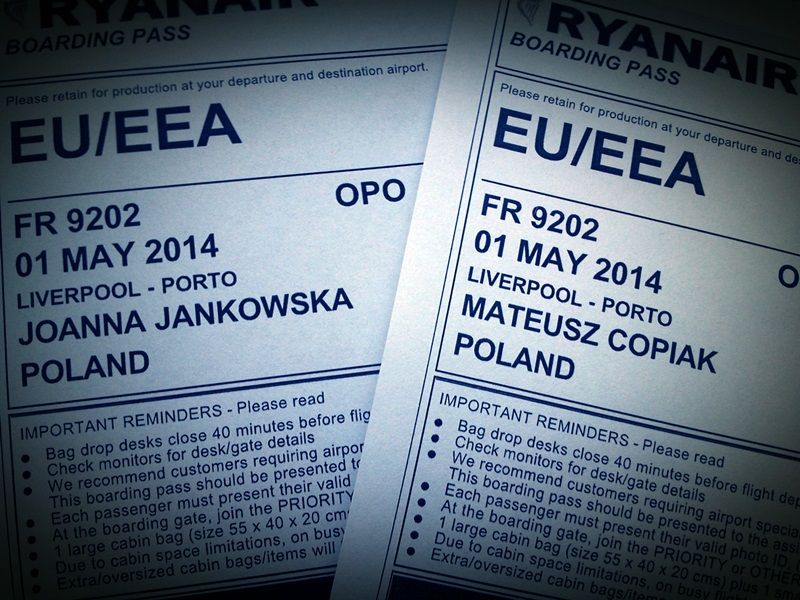 RYANAIR
BOARDING PASS
Please retain for production at your departure and destination airport.
EU/EEA
OPO
FR 9202
01 MAY 2014
LIVERPOOL - PORTO
JOANNA JANKOWSKA
POLAND
IMPORTANT REMINDERS - Please read
Bag drop desks close 40 minutes before
Check monitors for desk/gate details
We recommend customers requiring
This boarding pass should be presented to
Each passenger must present their valid
At the boarding gate, join the PRIORITY
1 large cabin bag (size 55 x 40 x 20 cms)
Due to cabin space limitations, on busy
Extra/oversized cabin bags/items will
RYANAIR
BOARDING PASS
Please retain for production at your departure and
EU/EEA
FR 9202
01 MAY 2014
LIVERPOOL - PORTO
MATEUSZ COPIAK
POLAND
IMPORTANT REMINDERS - Please read
Bag drop desks close 40 minutes before flight
Check monitors for desk/gate details
We recommend customers requiring airport
This boarding pass should be presented to the
Each passenger must present their valid photo ID,
At the boarding gate, join the PRIORITY or
1 large cabin bag (size 55 x 40 x 20 cms) plus 1
Due to cabin space limitations, on busy
Extra/oversized cabin bags/items